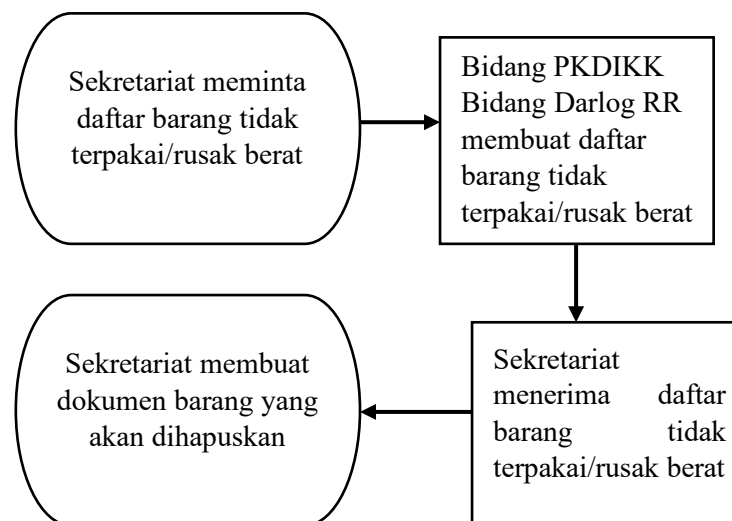 Sekretariat meminta
daftar barang tidak
terpakai/rusak berat
Bidang PKDIKK
Bidang Darlog RR
membuat daftar
barang tidak
terpakai/rusak berat
Sekretariat
menerima daftar
barang tidak
terpakai/rusak berat
Sekretariat membuat
dokumen barang yang
akan dihapuskan